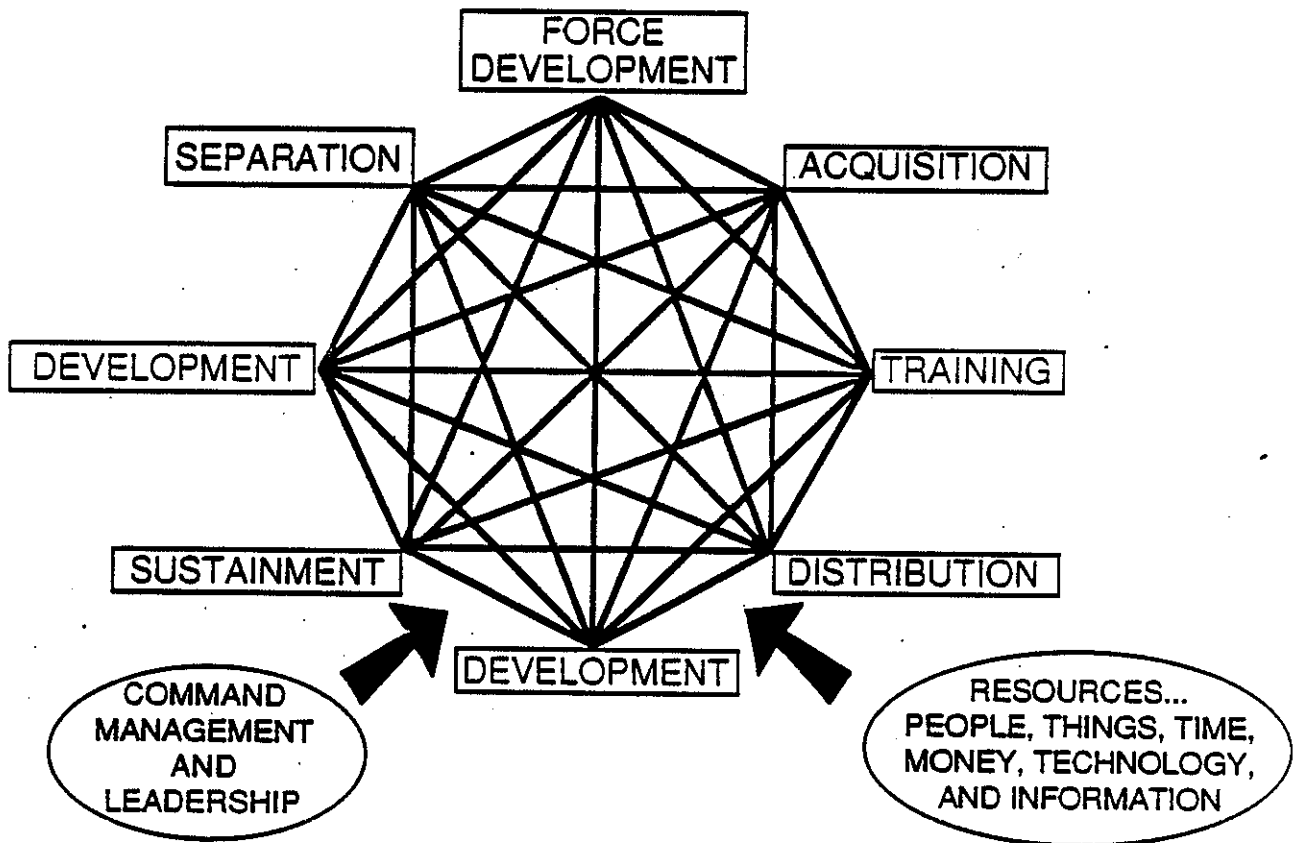 FORCE
DEVELOPMENT
SEPARATION
ACQUISITION
DEVELOPMENT
TRAINING
SUSTAINMENT
DISTRIBUTION
DEVELOPMENT
COMMAND
MANAGEMENT
AND
LEADERSHIP
RESOURCES...
PEOPLE, THINGS, TIME,
MONEY, TECHNOLOGY,
AND INFORMATION